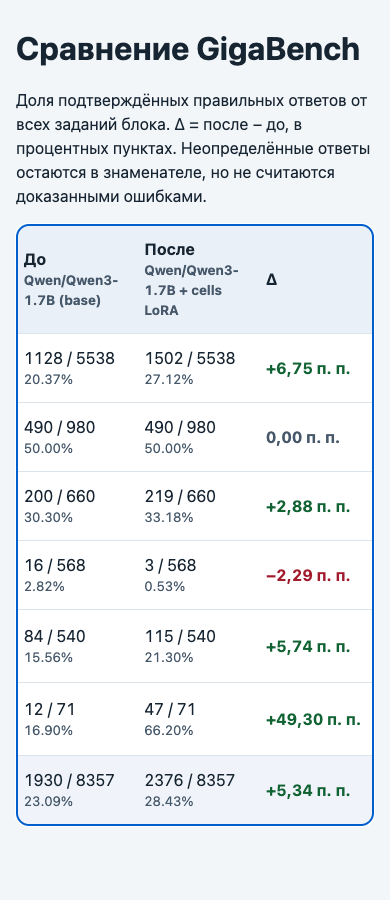 Сравнение GigaBench
Доля подтверждённых правильных ответов от
всех заданий блока. Δ = после − до, в
процентных пунктах. Неопределённые ответы
остаются в знаменателе, но не считаются
доказанными ошибками.
До
Qwen/Qwen3-
1.7B (base)
После
Qwen/Qwen3-
1.7B + cells
LoRA
Δ
1128 / 5538
20.37%
1502 / 5538
27.12%
+6,75 п. п.
490 / 980
50.00%
490 / 980
50.00%
0,00 п. п.
200 / 660
30.30%
219 / 660
33.18%
+2,88 п. п.
16 / 568
2.82%
3 / 568
0.53%
−2,29 п. п.
84 / 540
15.56%
115 / 540
21.30%
+5,74 п. п.
12 / 71
16.90%
47 / 71
66.20%
+49,30 п. п.
1930 / 8357
23.09%
2376 / 8357
28.43%
+5,34 п. п.